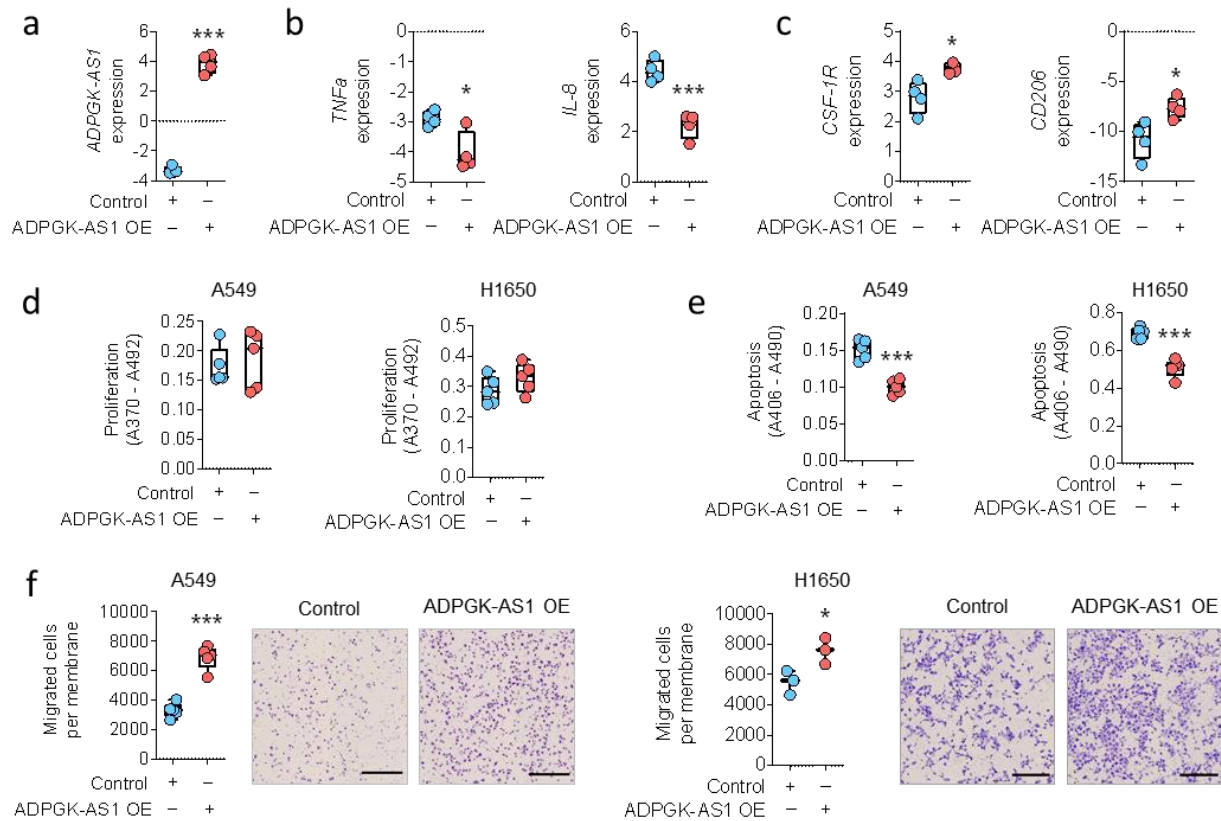 a
ADPGK-AS1
expression
6
4
2
0
-2
-4
***
Control + –
ADPGK-AS1 OE – +
b
TNFa
expression
0
-1
-2
-3
-4
-5
*
Control + –
ADPGK-AS1 OE – +
IL-8
expression
6
4
2
0
***
+ –
– +
c
CSF-1R
expression
5
4
3
2
1
0
*
Control + –
ADPGK-AS1 OE – +
CD206
expression
0
-5
-10
-15
*
Control + –
ADPGK-AS1 OE – +
d
A549
Proliferation
(A370 - A492)
0.25
0.20
0.15
0.10
0.05
0.00
Control + –
ADPGK-AS1 OE – +
H1650
Proliferation
(A370 - A492)
0.5
0.4
0.3
0.2
0.1
0.0
Control + –
ADPGK-AS1 OE – +
e
A549
Apoptosis
(A406 - A490)
0.20
0.15
0.10
0.05
0.00
***
Control + –
ADPGK-AS1 OE – +
H1650
Apoptosis
(A406 - A490)
0.8
0.6
0.4
0.2
0.0
***
Control + –
ADPGK-AS1 OE – +
f
A549
Migrated cells
per membrane
10000
8000
6000
4000
2000
0
***
Control + –
ADPGK-AS1 OE – +
Control
ADPGK-AS1 OE
H1650
Migrated cells
per membrane
10000
8000
6000
4000
2000
0
*
Control + –
ADPGK-AS1 OE – +
Control
ADPGK-AS1 OE